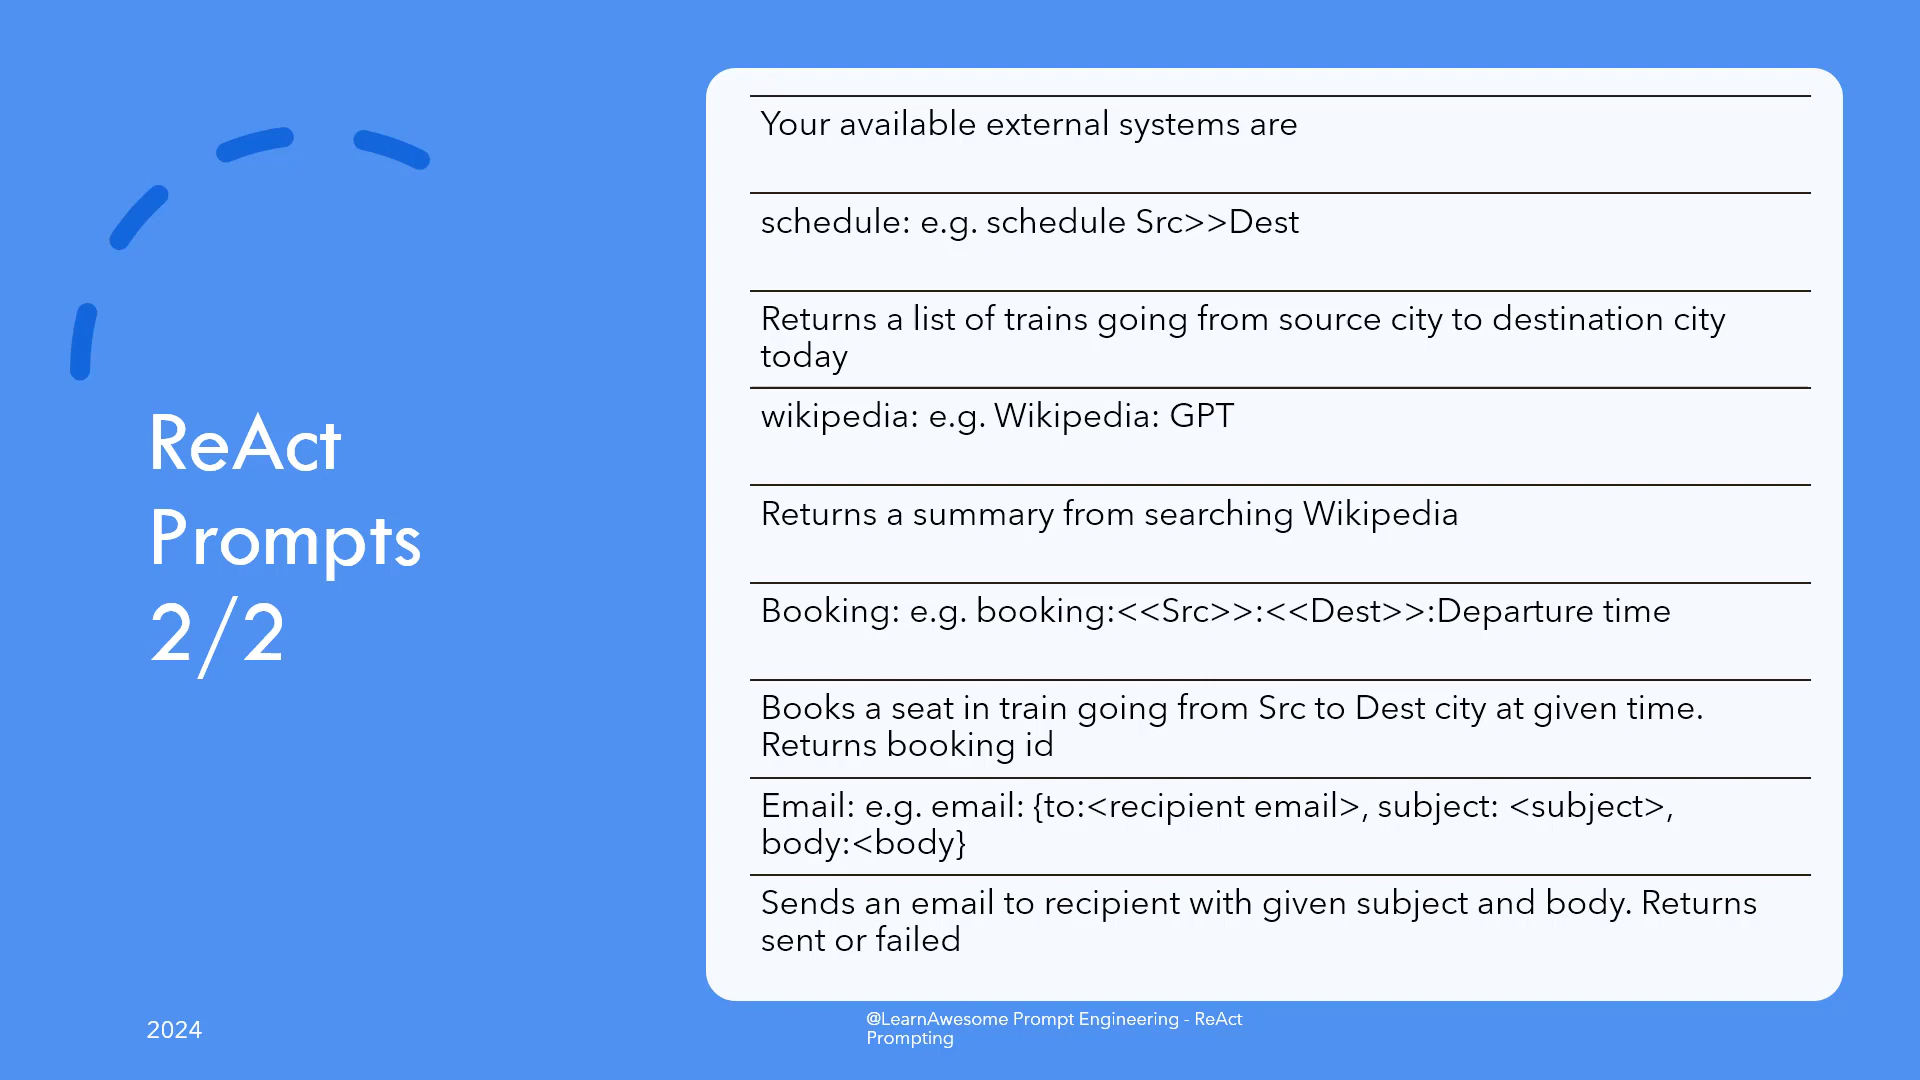 ReAct
Prompts
2/2
Your available external systems are
schedule: e.g. schedule Src>>Dest
Returns a list of trains going from source city to destination city
today
wikipedia: e.g. Wikipedia: GPT
Returns a summary from searching Wikipedia
Booking: e.g. booking:<<Src>>:<<Dest>>:Departure time
Books a seat in train going from Src to Dest city at given time.
Returns booking id
Email: e.g. email: {to:<recipient email>, subject: <subject>,
body:<body}
Sends an email to recipient with given subject and body. Returns
sent or failed
2024
@LearnAwesome Prompt Engineering - ReAct
Prompting